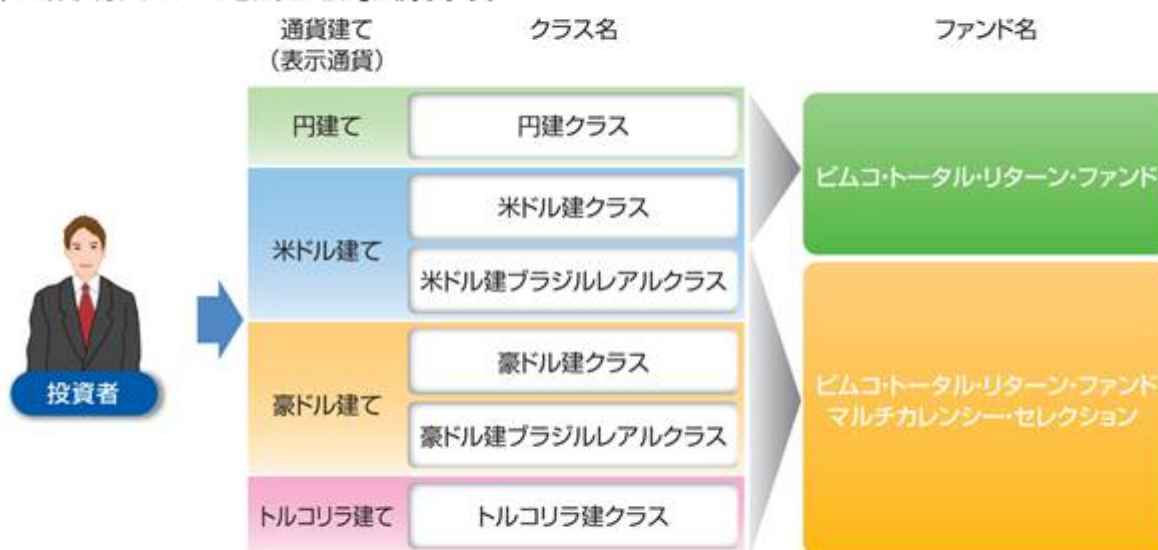 通貨建て
(表示通貨)
クラス名
ファンド名
円建て
円建クラス
米ドル建て
米ドル建クラス
米ドル建ブラジルレアルクラス
豪ドル建て
豪ドル建クラス
豪ドル建ブラジルレアルクラス
トルコリラ建て
トルコリラ建クラス
ピムコ・トータル・リターン・ファンド
ピムコ・トータル・リターン・ファンド
マルチカレンシー・セレクション
投資者